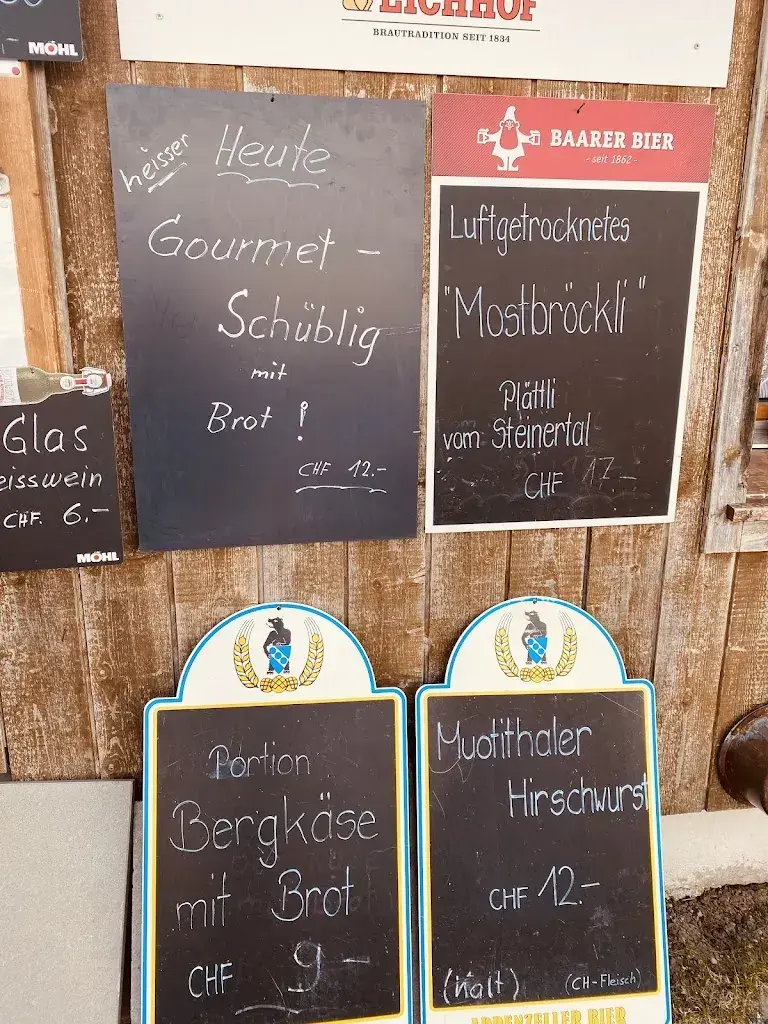 MÖHL
EICHHOF
BRAUTRADITION SEIT 1834
heisser
Heute
Gourmet -
Schüblig
mit
Brot !
CHF 12.-
BAARER BIER
- seit 1862 -
Luftgetrocknetes
"Mostbröckli"
Plättli
vom Steinertal
CHF 17.-
Glas
eisswein
CHF. 6.-
MÖHL
Portion
Bergkäse
mit Brot
CHF 9.-
Muotithaler
Hirschwurst
CHF 12.-
(kalt)
(CH-Fleisch)
APPENZELLER BIER